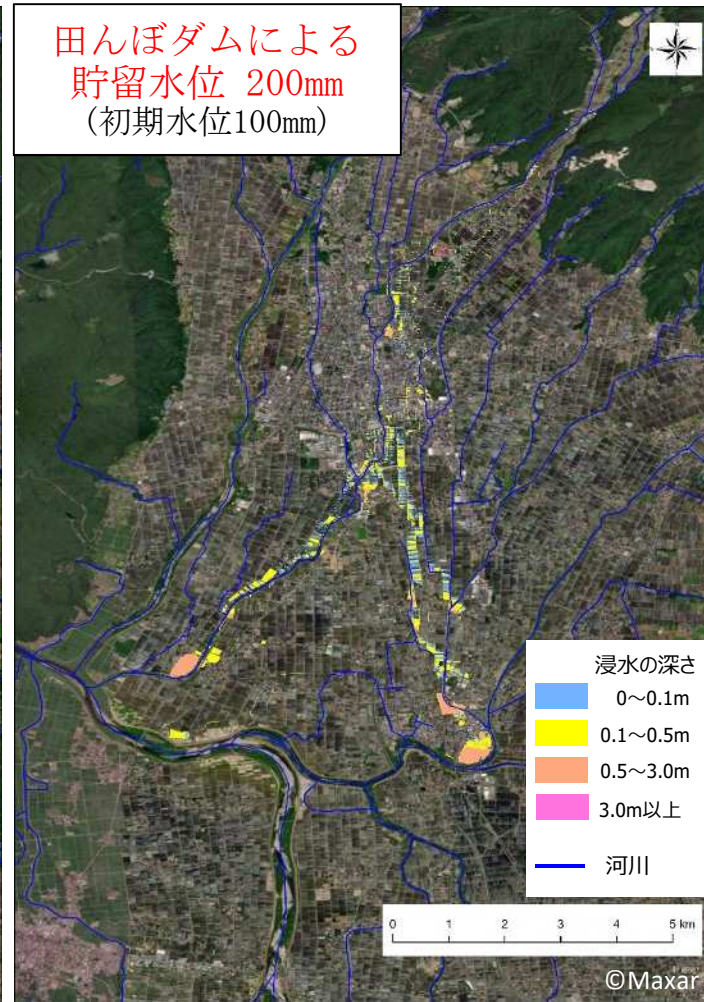 田んぼダムによる
貯留水位 200mm
(初期水位100mm)
浸水の深さ
0～0.1m
0.1～0.5m
0.5～3.0m
3.0m以上
河川
0 1 2 3 4 5 km
©Maxar